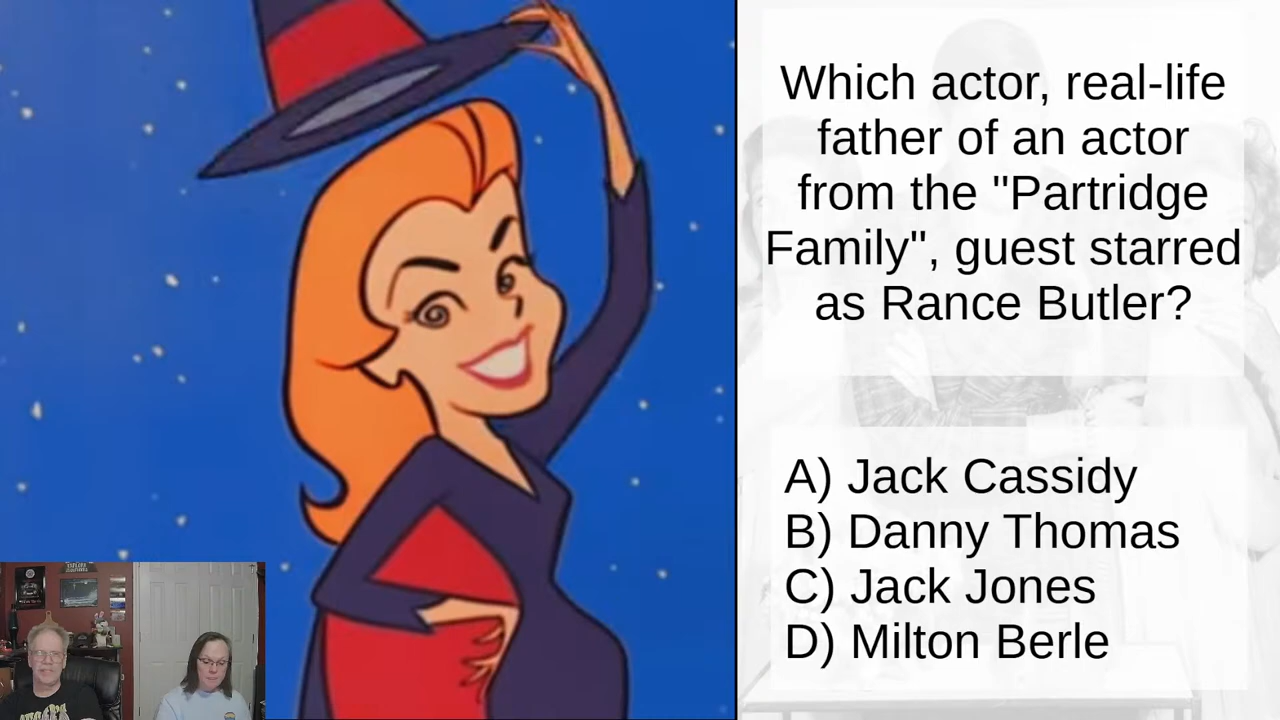 Which actor, real-life
father of an actor
from the "Partridge
Family", guest starred
as Rance Butler?
A) Jack Cassidy
B) Danny Thomas
C) Jack Jones
D) Milton Berle